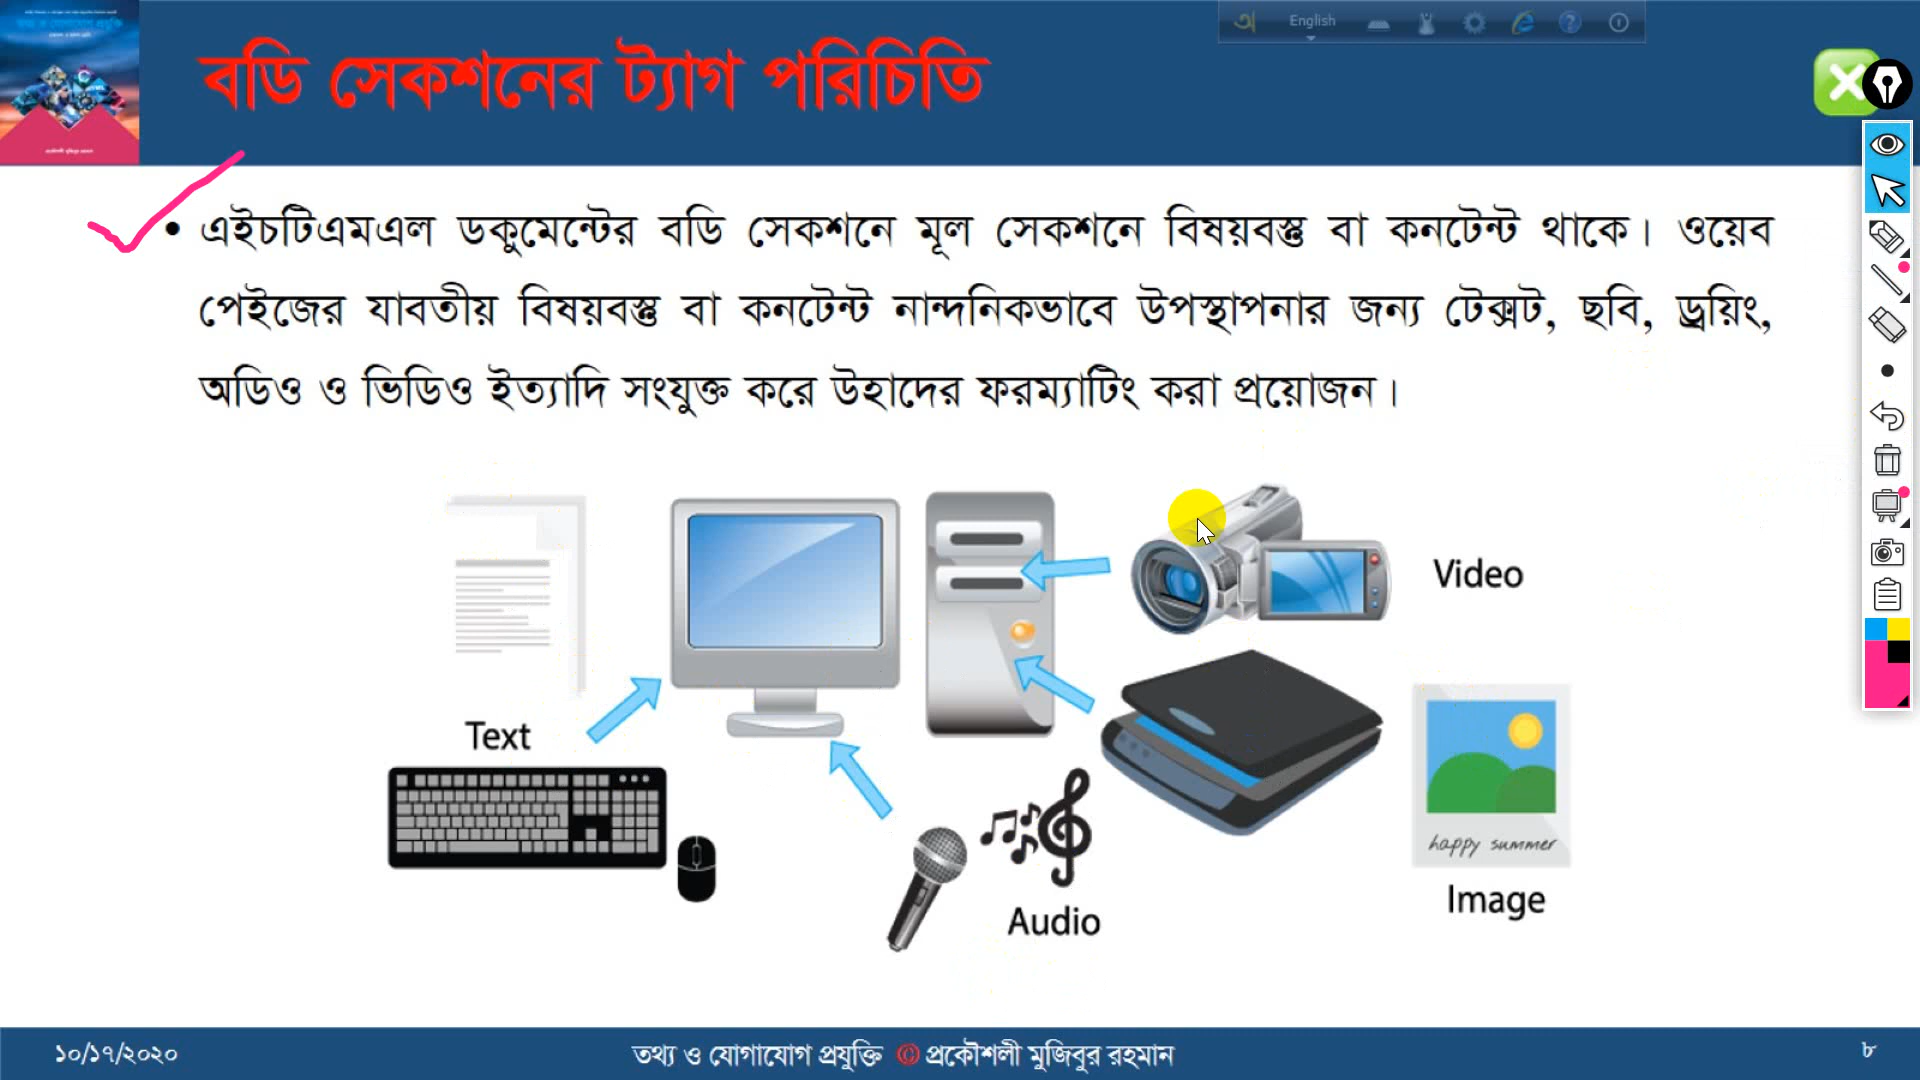 English
বডি সেকশনের ট্যাগ পরিচিতি
• এইচটিএমএল ডকুমেন্টের বডি সেকশনে মূল সেকশনে বিষয়বস্তু বা কনটেন্ট থাকে। ওয়েব
পেইজের যাবতীয় বিষয়বস্তু বা কনটেন্ট নান্দনিকভাবে উপস্থাপনার জন্য টেক্সট, ছবি, ড্রয়িং,
অডিও ও ভিডিও ইত্যাদি সংযুক্ত করে উহাদের ফরম্যাটিং করা প্রয়োজন।
Video
Text
happy summer
Image
Audio
১০/১৭/২০২০
তথ্য ও যোগাযোগ প্রযুক্তি © প্রকৌশলী মুজিবুর রহমান
৮